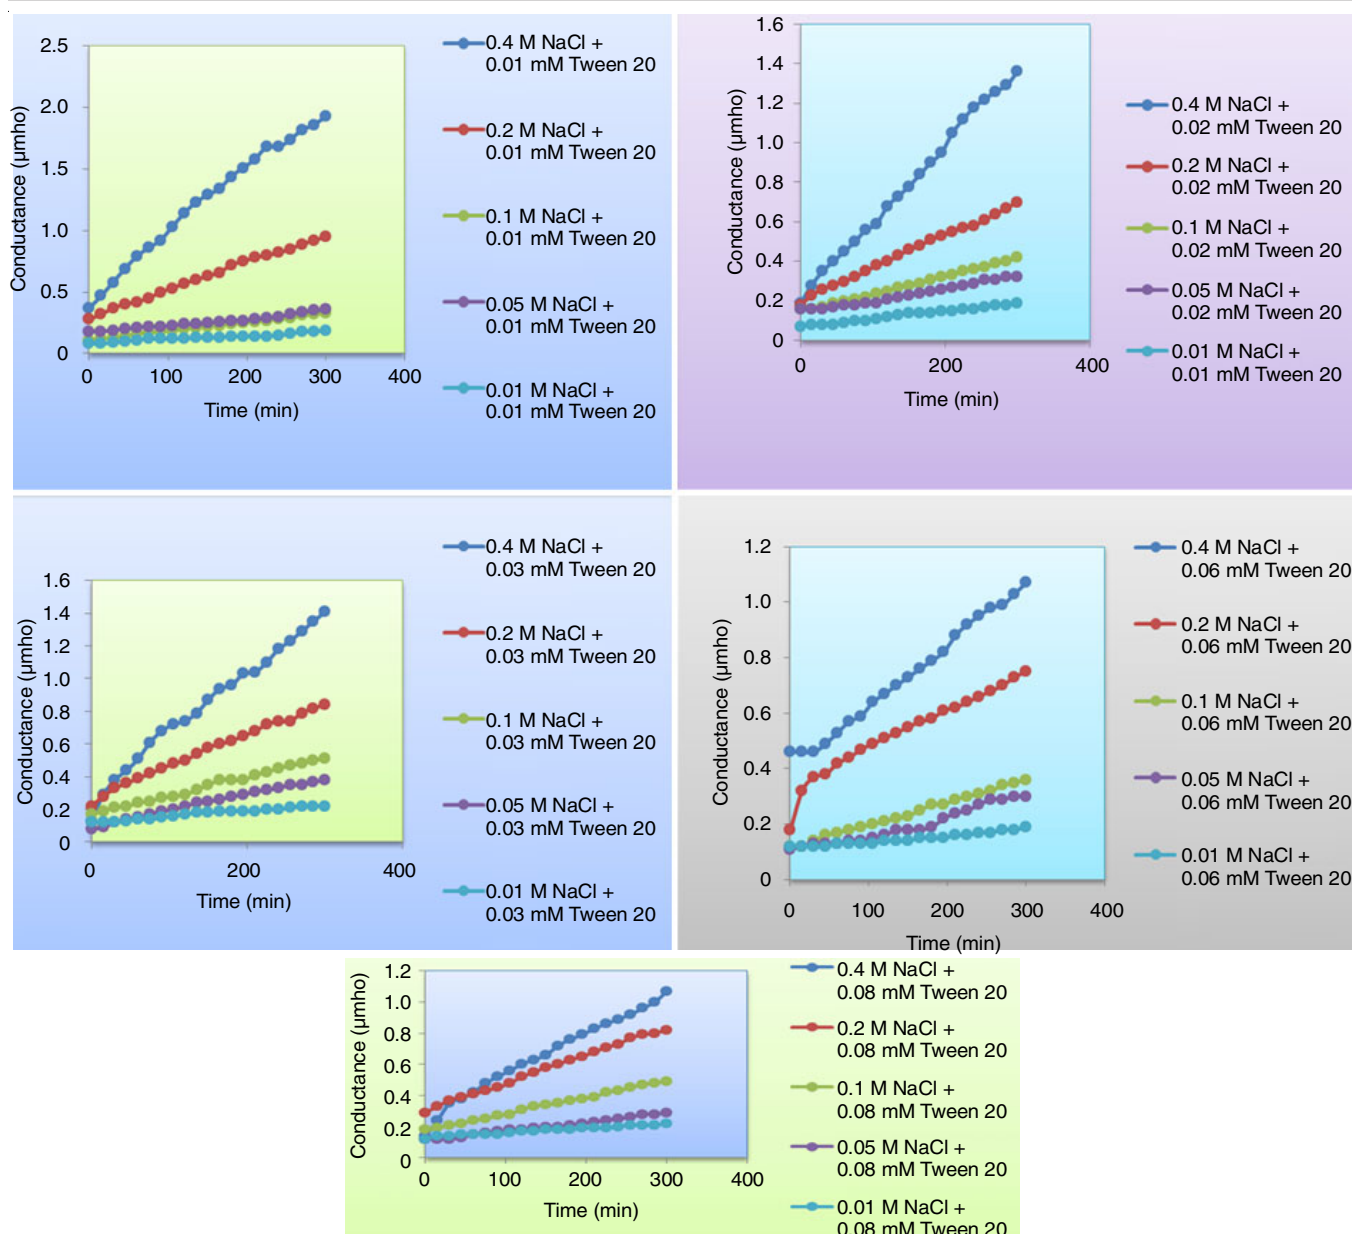 2.5
2.0
1.5
1.0
0.5
0
0
100
200
300
400
Conductance (µmho)
Time (min)
0.4 M NaCl +
0.01 mM Tween 20
0.2 M NaCl +
0.01 mM Tween 20
0.1 M NaCl +
0.01 mM Tween 20
0.05 M NaCl +
0.01 mM Tween 20
0.01 M NaCl +
0.01 mM Tween 20
1.6
1.4
1.2
1.0
0.8
0.6
0.4
0.2
0
0
200
400
Conductance (µmho)
Time (min)
0.4 M NaCl +
0.02 mM Tween 20
0.2 M NaCl +
0.02 mM Tween 20
0.1 M NaCl +
0.02 mM Tween 20
0.05 M NaCl +
0.02 mM Tween 20
0.01 M NaCl +
0.01 mM Tween 20
1.6
1.4
1.2
1.0
0.8
0.6
0.4
0.2
0
0
200
400
Conductance (µmho)
Time (min)
0.4 M NaCl +
0.03 mM Tween 20
0.2 M NaCl +
0.03 mM Tween 20
0.1 M NaCl +
0.03 mM Tween 20
0.05 M NaCl +
0.03 mM Tween 20
0.01 M NaCl +
0.03 mM Tween 20
1.2
1.0
0.8
0.6
0.4
0.2
0
0
100
200
300
400
Conductance (µmho)
Time (min)
0.4 M NaCl +
0.06 mM Tween 20
0.2 M NaCl +
0.06 mM Tween 20
0.1 M NaCl +
0.06 mM Tween 20
0.05 M NaCl +
0.06 mM Tween 20
0.01 M NaCl +
0.06 mM Tween 20
1.2
1.0
0.8
0.6
0.4
0.2
0
0
100
200
300
400
Conductance (µmho)
Time (min)
0.4 M NaCl +
0.08 mM Tween 20
0.2 M NaCl +
0.08 mM Tween 20
0.1 M NaCl +
0.08 mM Tween 20
0.05 M NaCl +
0.08 mM Tween 20
0.01 M NaCl +
0.08 mM Tween 20